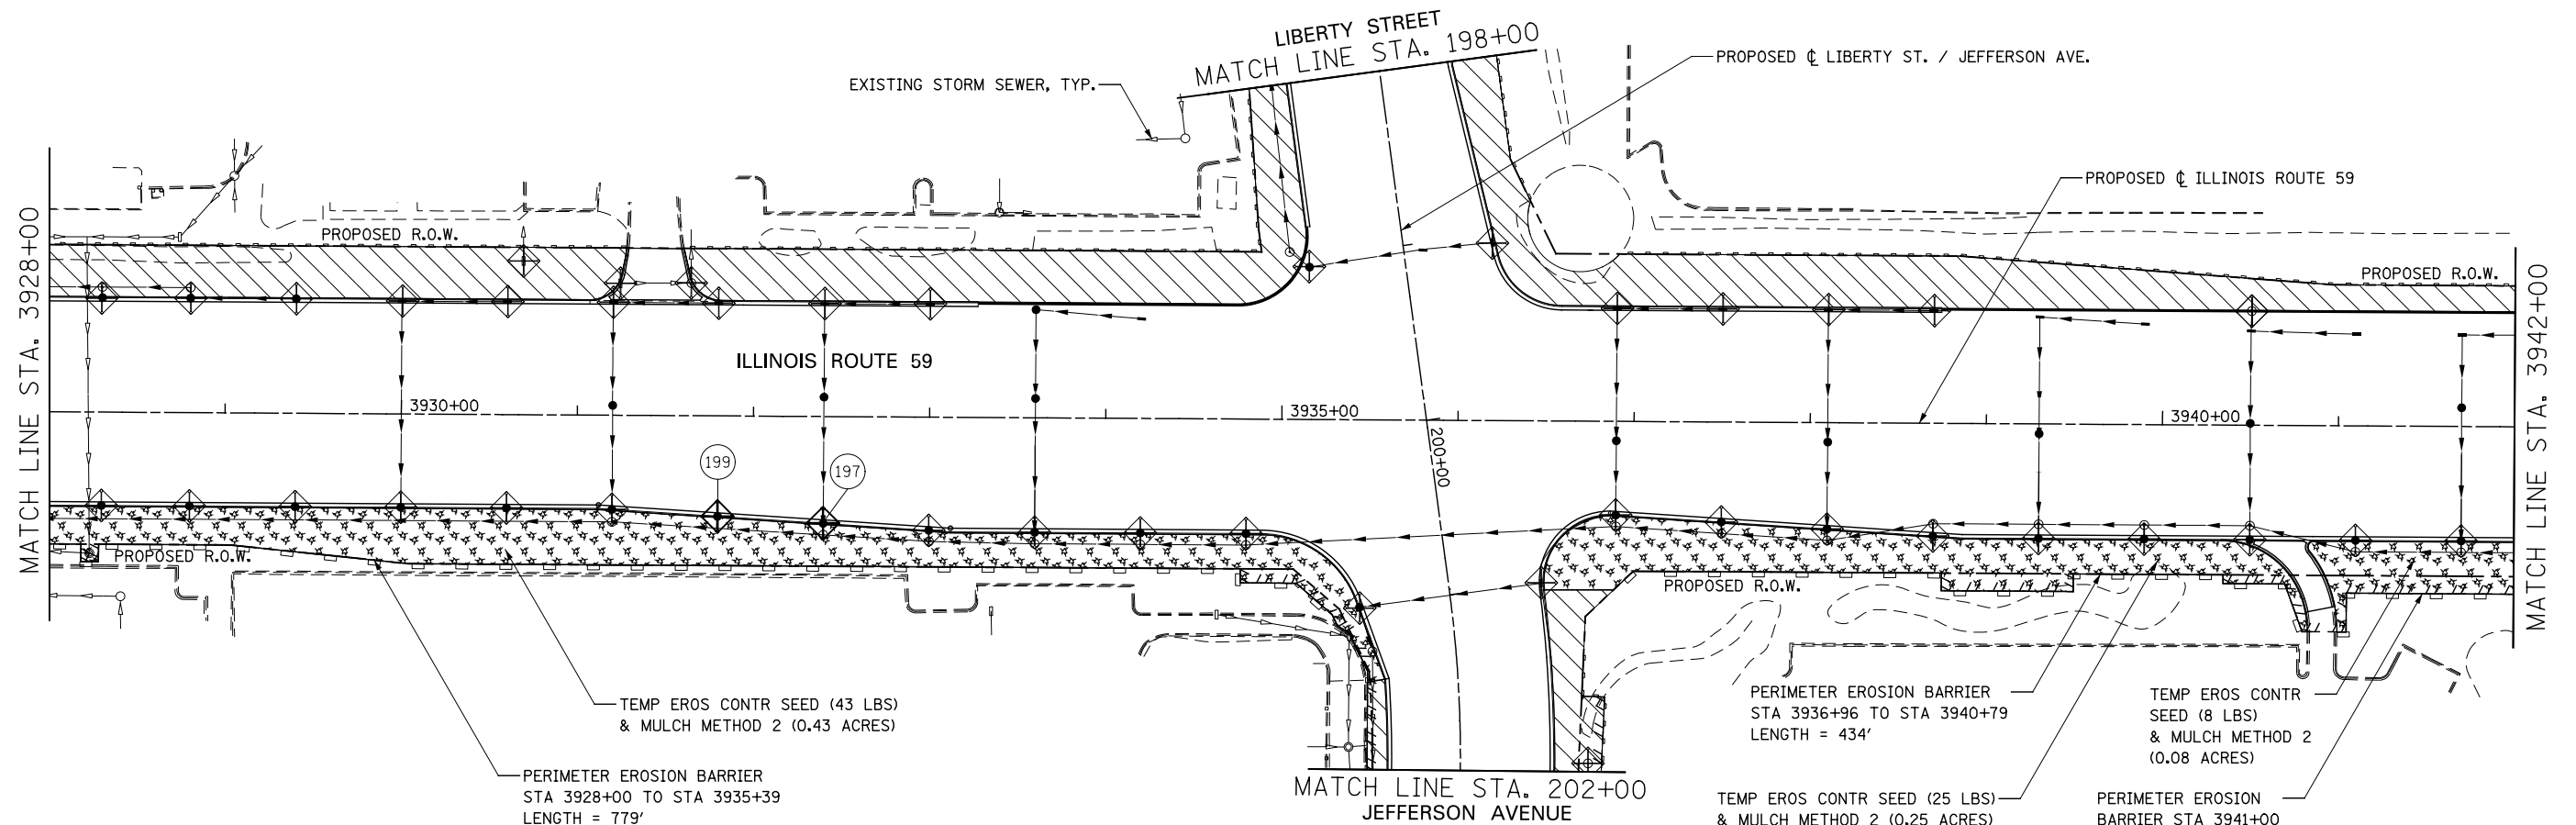 LIBERTY STREET
MATCH LINE STA. 198+00
PROPOSED ℄ LIBERTY ST. / JEFFERSON AVE.
EXISTING STORM SEWER, TYP.
PROPOSED ℄ ILLINOIS ROUTE 59
MATCH LINE STA. 3928+00
PROPOSED R.O.W.
PROPOSED R.O.W.
MATCH LINE STA. 3942+00
ILLINOIS ROUTE 59
3930+00
3935+00
3940+00
200+00
199
197
PROPOSED R.O.W.
PROPOSED R.O.W.
TEMP EROS CONTR SEED (43 LBS)
& MULCH METHOD 2 (0.43 ACRES)
PERIMETER EROSION BARRIER
STA 3928+00 TO STA 3935+39
LENGTH = 779'
MATCH LINE STA. 202+00
JEFFERSON AVENUE
PERIMETER EROSION BARRIER
STA 3936+96 TO STA 3940+79
LENGTH = 434'
TEMP EROS CONTR
SEED (8 LBS)
& MULCH METHOD 2
(0.08 ACRES)
TEMP EROS CONTR SEED (25 LBS)
& MULCH METHOD 2 (0.25 ACRES)
PERIMETER EROSION
BARRIER STA 3941+00